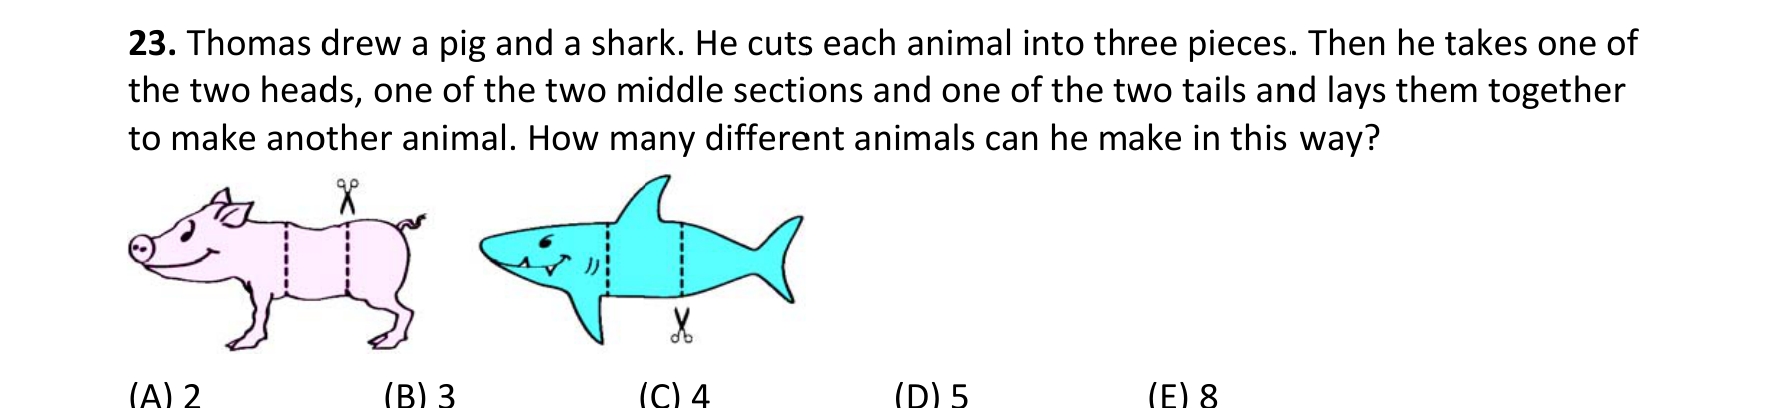 23. Thomas drew a pig and a shark. He cuts each animal into three pieces. Then he takes one of
the two heads, one of the two middle sections and one of the two tails and lays them together
to make another animal. How many different animals can he make in this way?
(A) 2 (B) 3 (C) 4 (D) 5 (E) 8